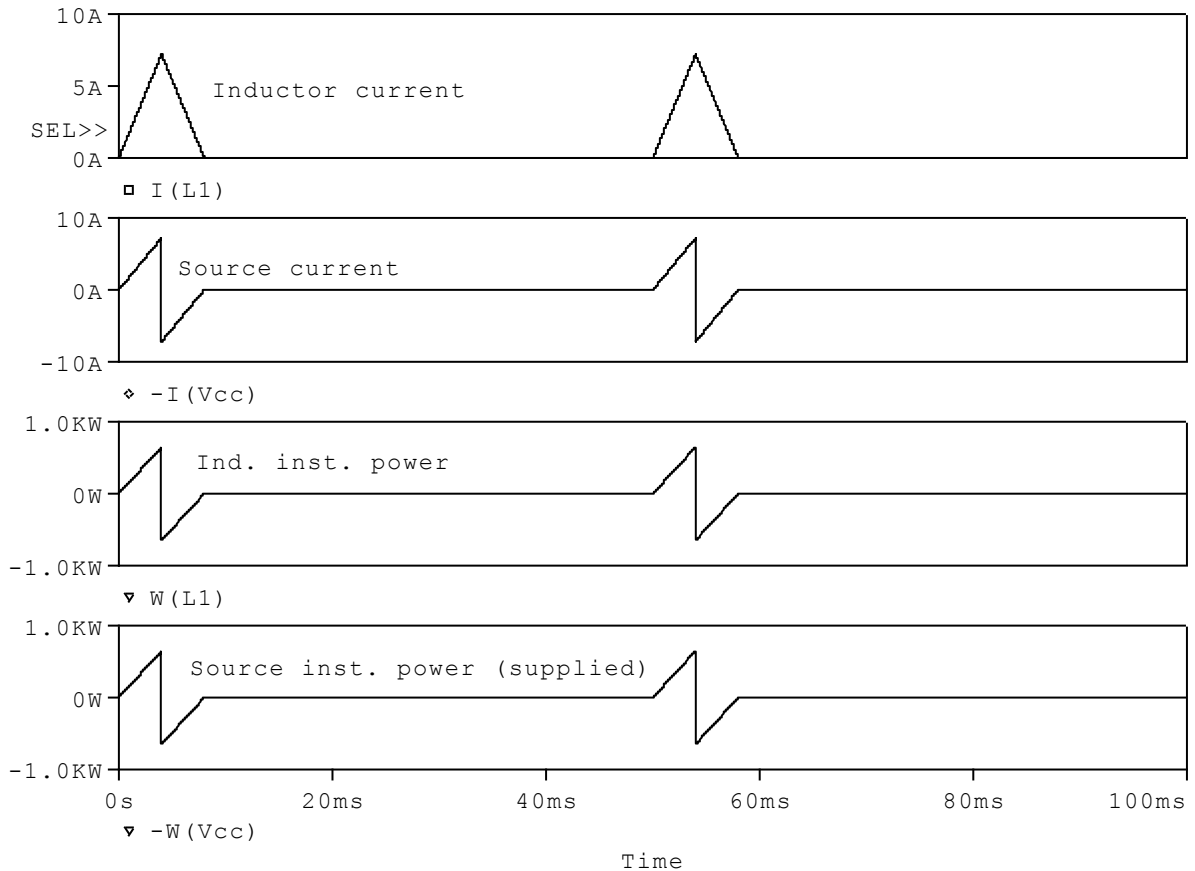 10A
5A
Inductor current
SEL>>
0A
I(L1)
10A
Source current
0A
-10A
-I(Vcc)
1.0KW
Ind. inst. power
0W
-1.0KW
W(L1)
1.0KW
Source inst. power (supplied)
0W
-1.0KW
0s 20ms 40ms 60ms 80ms 100ms
-W(Vcc)
Time